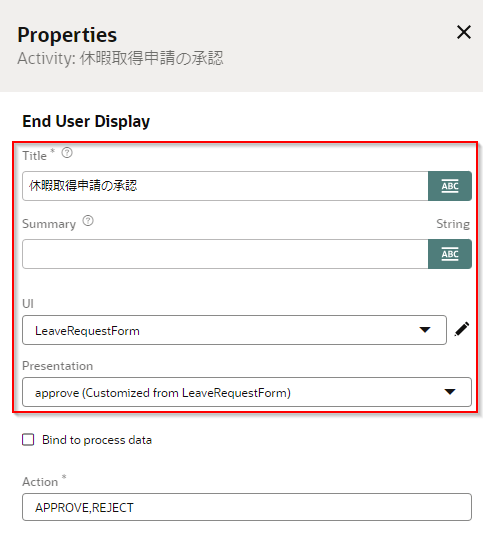 Properties
Activity: 休暇取得申請の承認
End User Display
Title *
休暇取得申請の承認
ABC
Summary String
ABC
UI
LeaveRequestForm
Presentation
approve (Customized from LeaveRequestForm)
Bind to process data
Action *
APPROVE,REJECT